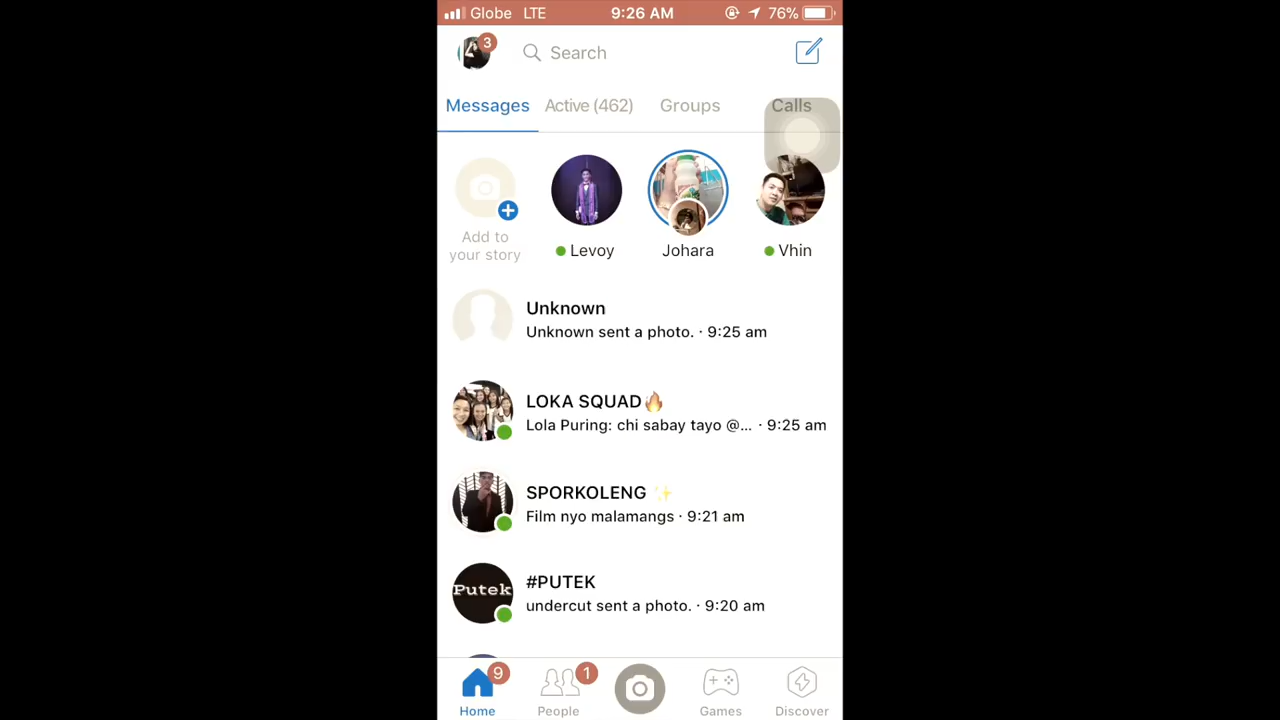 Globe LTE 9:26 AM 76%
3
Search
Messages Active (462) Groups Calls
Add to
your story
Levoy
Johara
Vhin
Unknown
Unknown sent a photo. · 9:25 am
LOKA SQUAD🔥
Lola Puring: chi sabay tayo @... · 9:25 am
SPORKOLENG ✨
Film nyo malamangs · 9:21 am
Putek
#PUTEK
undercut sent a photo. · 9:20 am
9 1
Home People Games Discover